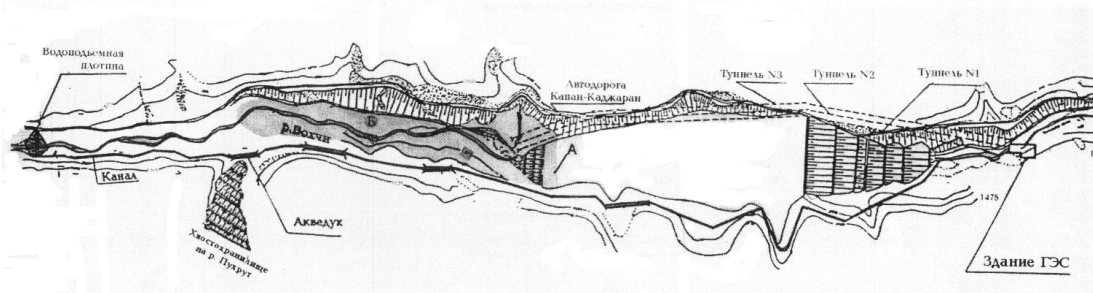 Водоподъемная
плотина
Автодорога
Капан-Каджаран
Туннель N3
Туннель N2
Туннель N1
Б
р.Вохчи
А
Канал
Акведук
Хвостохранилище
на р. Пухрут
1475
Здание ГЭС